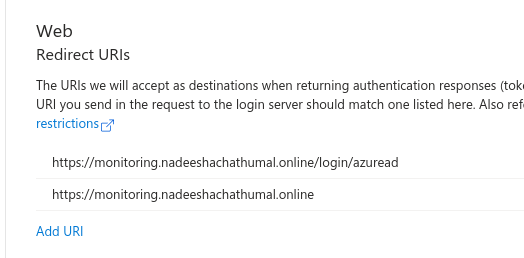 Web
Redirect URIs
The URIs we will accept as destinations when returning authentication responses (toke
URI you send in the request to the login server should match one listed here. Also refe
restrictions
https://monitoring.nadeeshachathumal.online/login/azuread
https://monitoring.nadeeshachathumal.online
Add URI